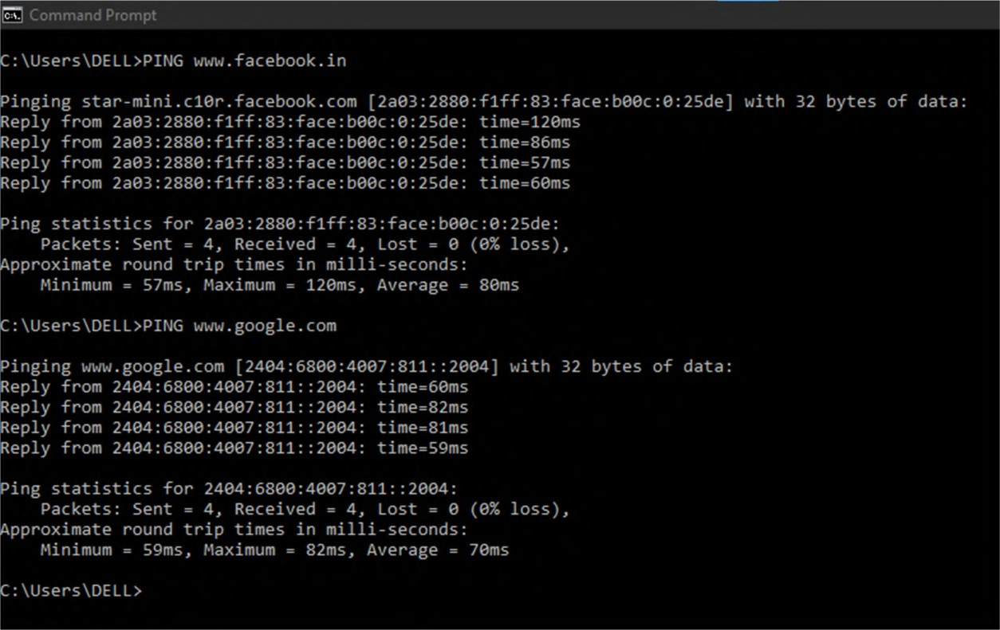 Command Prompt
C:\Users\DELL>PING www.facebook.in
Pinging star-mini.c10r.facebook.com [2a03:2880:f1ff:83:face:b00c:0:25de] with 32 bytes of data:
Reply from 2a03:2880:f1ff:83:face:b00c:0:25de: time=120ms
Reply from 2a03:2880:f1ff:83:face:b00c:0:25de: time=86ms
Reply from 2a03:2880:f1ff:83:face:b00c:0:25de: time=57ms
Reply from 2a03:2880:f1ff:83:face:b00c:0:25de: time=60ms
Ping statistics for 2a03:2880:f1ff:83:face:b00c:0:25de:
    Packets: Sent = 4, Received = 4, Lost = 0 (0% loss),
Approximate round trip times in milli-seconds:
    Minimum = 57ms, Maximum = 120ms, Average = 80ms
C:\Users\DELL>PING www.google.com
Pinging www.google.com [2404:6800:4007:811::2004] with 32 bytes of data:
Reply from 2404:6800:4007:811::2004: time=60ms
Reply from 2404:6800:4007:811::2004: time=82ms
Reply from 2404:6800:4007:811::2004: time=81ms
Reply from 2404:6800:4007:811::2004: time=59ms
Ping statistics for 2404:6800:4007:811::2004:
    Packets: Sent = 4, Received = 4, Lost = 0 (0% loss),
Approximate round trip times in milli-seconds:
    Minimum = 59ms, Maximum = 82ms, Average = 70ms
C:\Users\DELL>